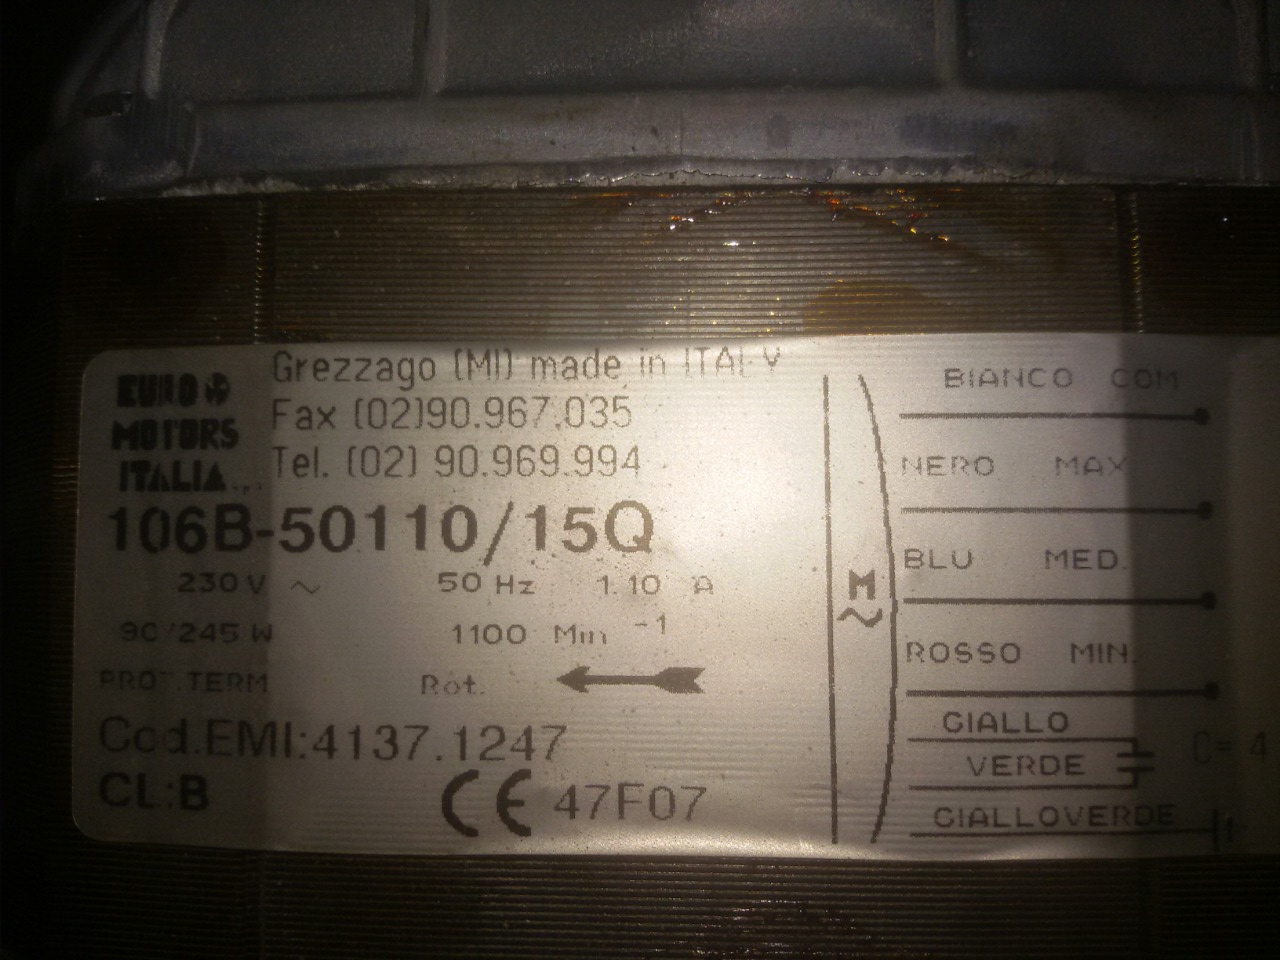 EURO MOTORS ITALIA
Grezzago (MI) made in ITALY
Fax (02)90.967.035
Tel. (02) 90.969.994
106B-50110/15Q
230 V ~ 50 Hz 1.10 A
90/245 W 1100 Min -1
PROT.TERM Rot.
Cod.EMI:4137.1247
CL:B CE 47F07
M
~
BIANCO COM
NERO MAX
BLU MED.
ROSSO MIN.
GIALLO
VERDE
C= 4
GIALLOVERDE